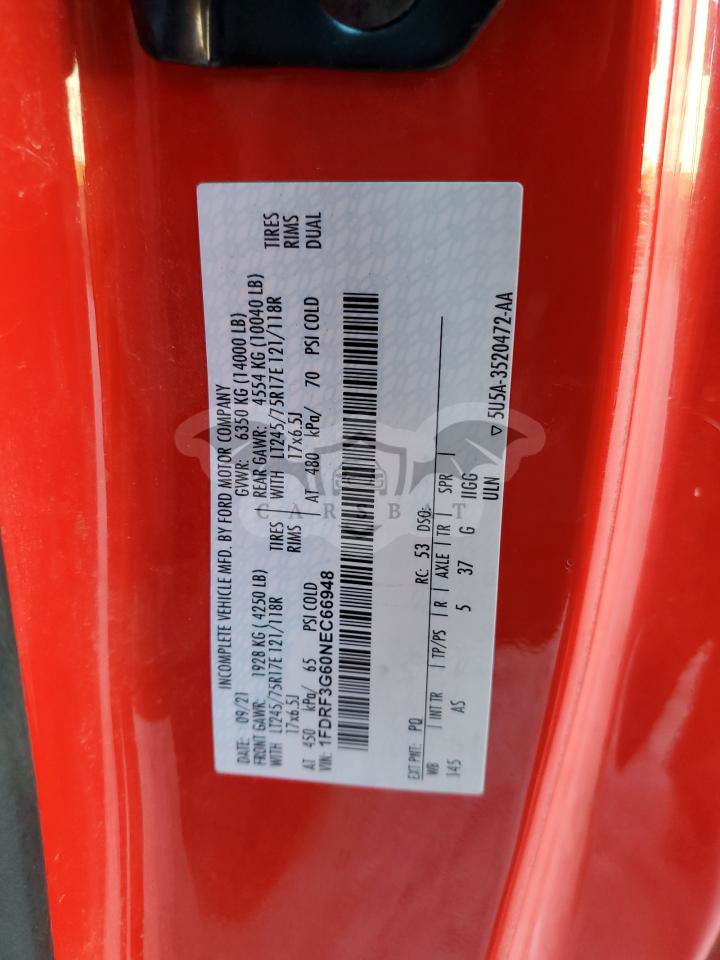 INCOMPLETE VEHICLE MFD. BY FORD MOTOR COMPANY
DATE: 09/21 GVWR: 6350 KG (14000 LB)
FRONT GAWR: 1928 KG ( 4250 LB) REAR GAWR: 4554 KG (10040 LB)
WITH LT245/75R17E 121/118R TIRES WITH LT245/75R17E 121/118R TIRES
17x6.5J RIMS 17x6.5J RIMS
AT 450 kPa/ 65 PSI COLD AT 480 kPa/ 70 PSI COLD DUAL
VIN: 1FDRF3G60NEC66948
EXT PNT: PQ RC: 53 DSO:
WB INT TR TP/PS R AXLE TR SPR
145 AS 5 37 G IIGG
ULN
▽ 5U5A-3520472-AA
CARSBAT